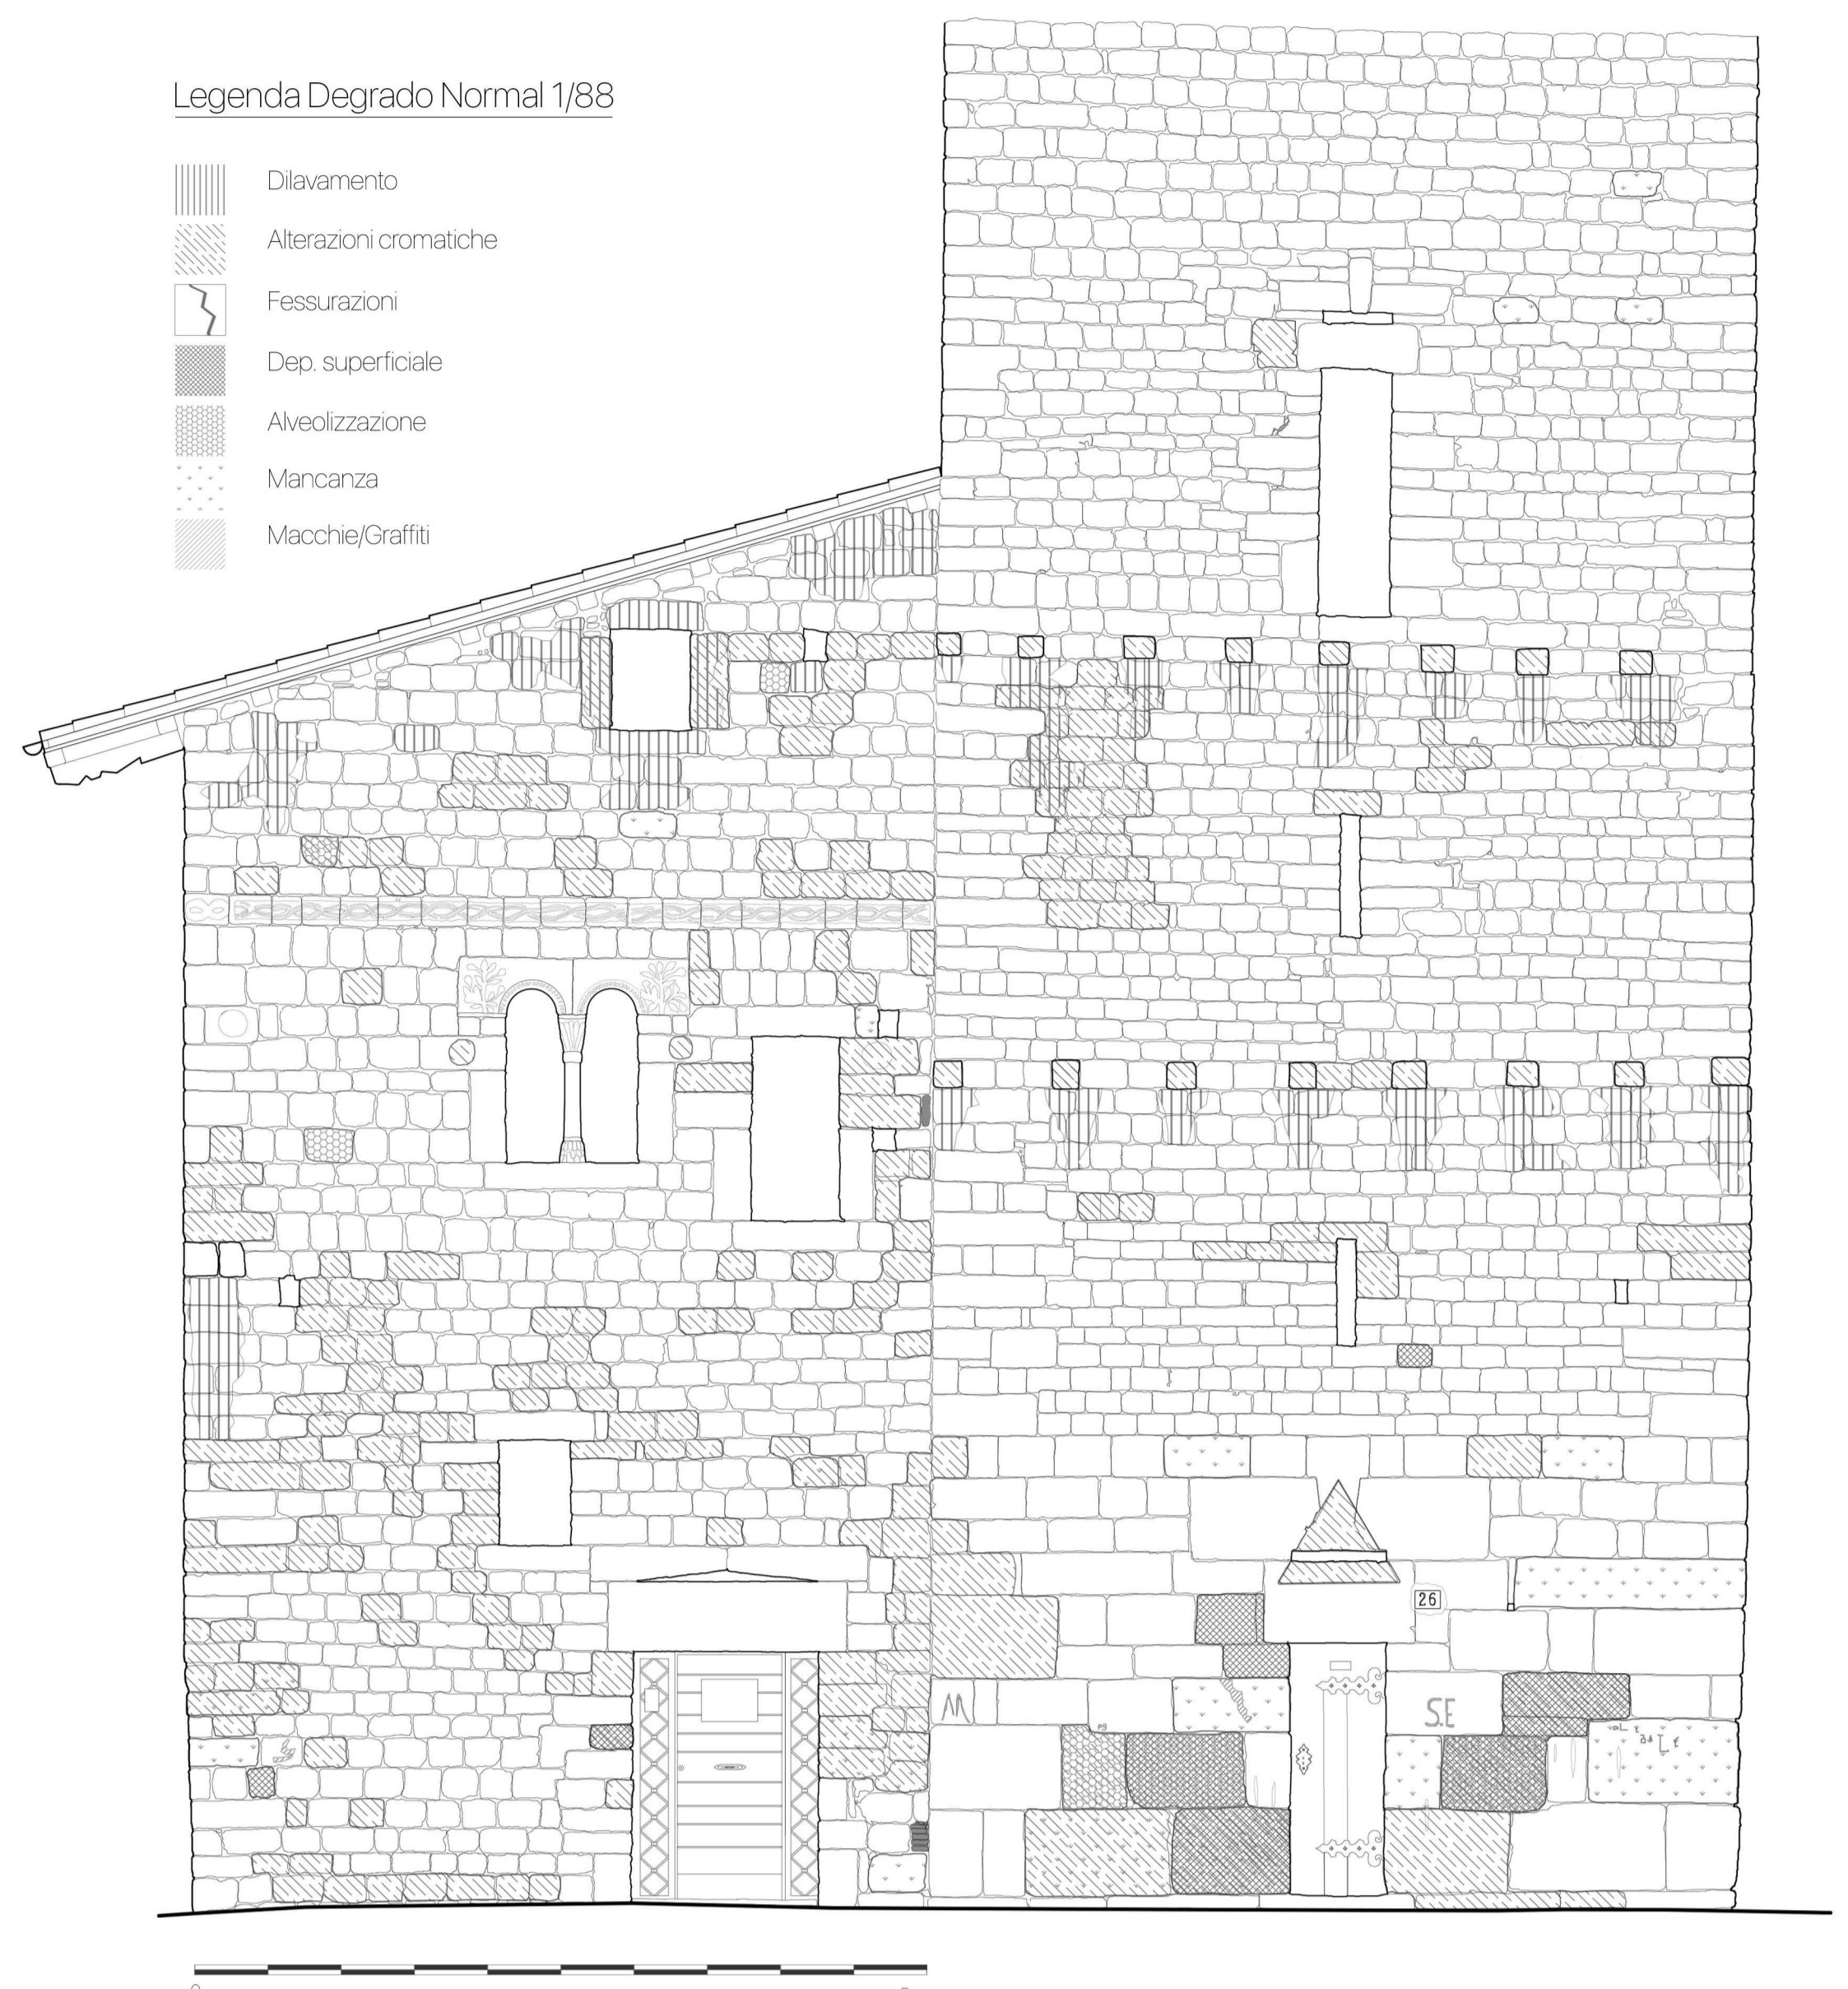 Legenda Degrado Normal 1/88
Dilavamento
Alterazioni cromatiche
Fessurazioni
Dep. superficiale
Alveolizzazione
Mancanza
Macchie/Graffiti
26
S.E